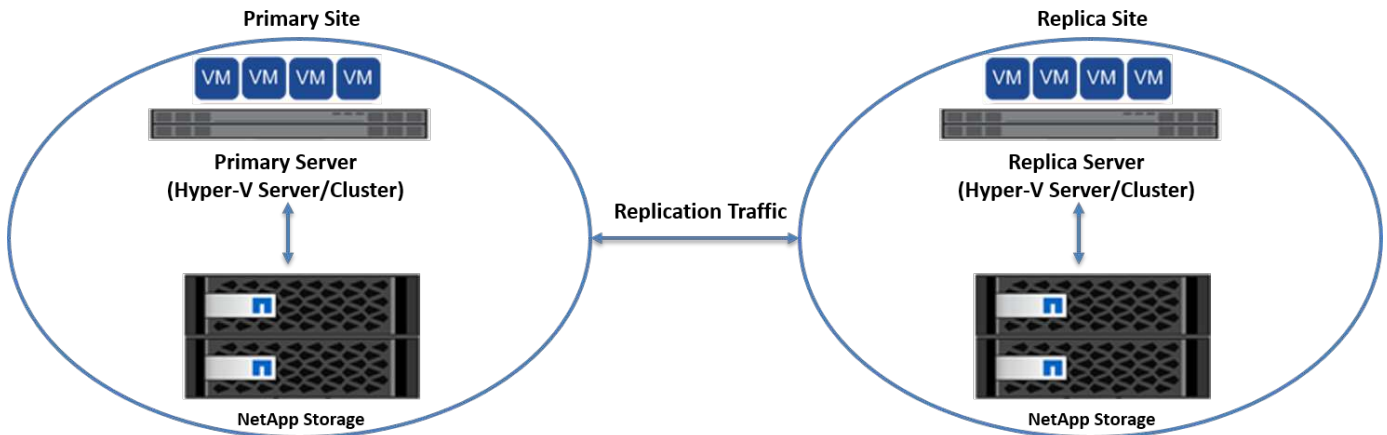 Primary Site
VM VM VM VM
Primary Server
(Hyper-V Server/Cluster)
NetApp Storage
Replication Traffic
Replica Site
VM VM VM VM
Replica Server
(Hyper-V Server/Cluster)
NetApp Storage